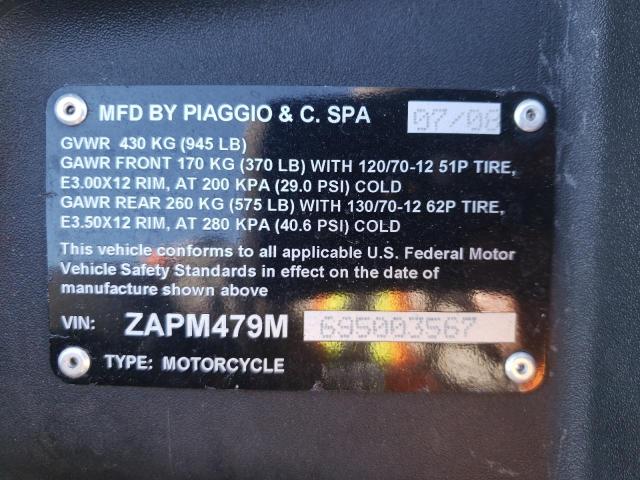 MFD BY PIAGGIO & C. SPA 07/08
GVWR 430 KG (945 LB)
GAWR FRONT 170 KG (370 LB) WITH 120/70-12 51P TIRE,
E3.00X12 RIM, AT 200 KPA (29.0 PSI) COLD
GAWR REAR 260 KG (575 LB) WITH 130/70-12 62P TIRE,
E3.50X12 RIM, AT 280 KPA (40.6 PSI) COLD
This vehicle conforms to all applicable U.S. Federal Motor
Vehicle Safety Standards in effect on the date of
manufacture shown above
VIN: ZAPM479M 695003567
TYPE: MOTORCYCLE